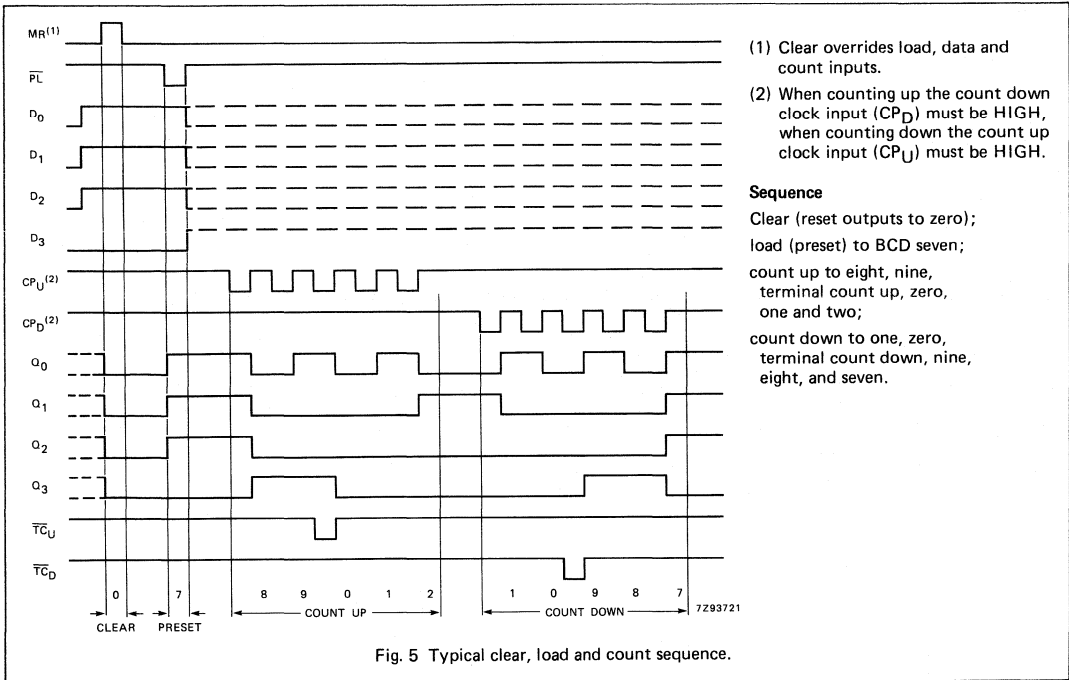 MR(1)
PL
D0
D1
D2
D3
CPU(2)
CPD(2)
Q0
Q1
Q2
Q3
TCU
TCD
0 7 8 9 0 1 2 1 0 9 8 7
CLEAR PRESET COUNT UP COUNT DOWN 7Z93721
(1) Clear overrides load, data and
count inputs.
(2) When counting up the count down
clock input (CPD) must be HIGH,
when counting down the count up
clock input (CPU) must be HIGH.
Sequence
Clear (reset outputs to zero);
load (preset) to BCD seven;
count up to eight, nine,
terminal count up, zero,
one and two;
count down to one, zero,
terminal count down, nine,
eight, and seven.
Fig. 5 Typical clear, load and count sequence.